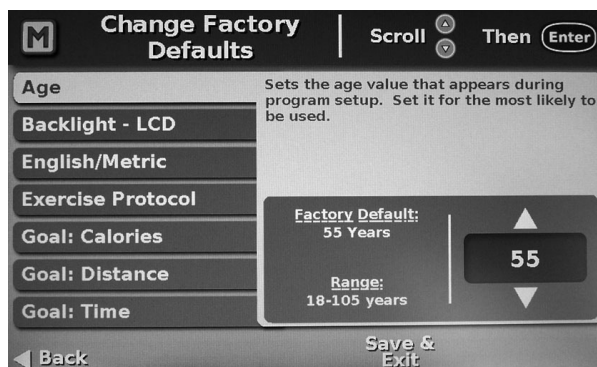 M
Change Factory
Defaults
Scroll
Then
Enter
Age
Backlight - LCD
English/Metric
Exercise Protocol
Goal: Calories
Goal: Distance
Goal: Time
Sets the age value that appears during
program setup.  Set it for the most likely to
be used.
Factory Default:
55 Years
Range:
18-105 years
55
Back
Save &
Exit